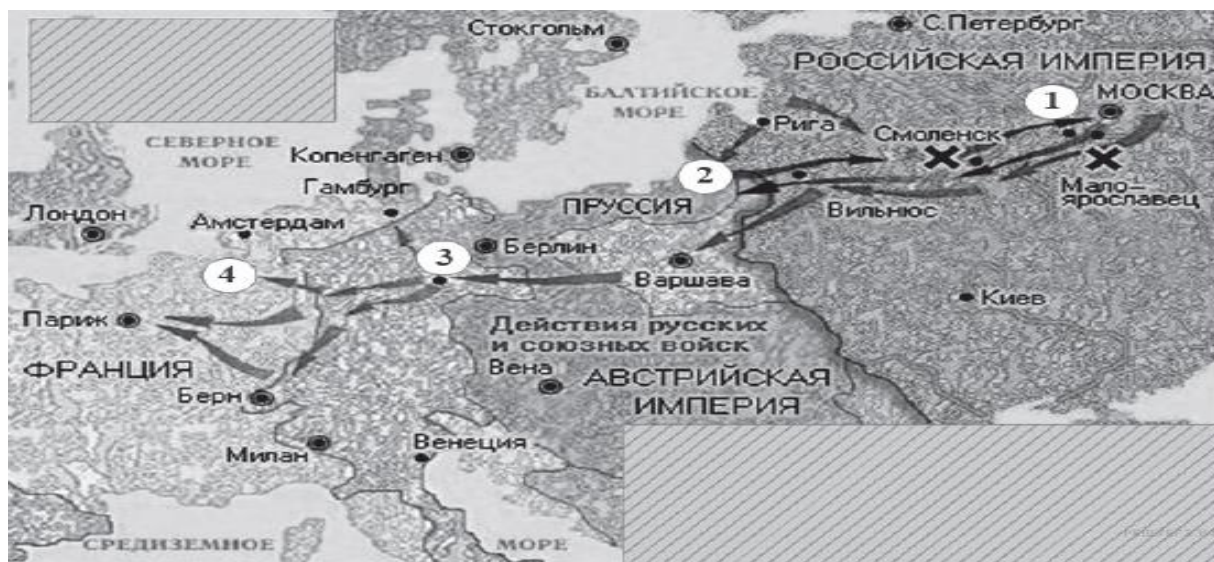 С.Петербург
Стокгольм
РОССИЙСКАЯ ИМПЕРИЯ
БАЛТИЙСКОЕ
МОРЕ
1
МОСКВА
СЕВЕРНОЕ
МОРЕ
Рига
Смоленск
Копенгаген
2
Гамбург
ПРУССИЯ
Вильнюс
Мало-
ярославец
Лондон
Амстердам
3
Берлин
4
Варшава
Киев
Париж
Действия русских
и союзных войск
ФРАНЦИЯ
Вена
АВСТРИЙСКАЯ
ИМПЕРИЯ
Берн
Милан
Венеция
СРЕДИЗЕМНОЕ
МОРЕ